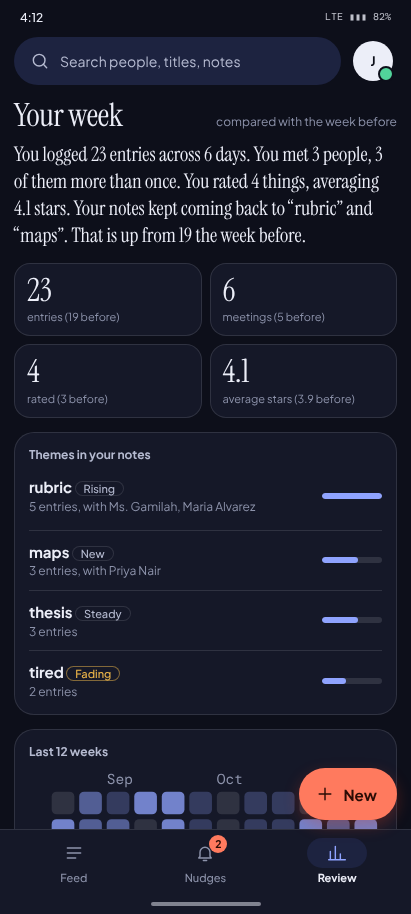 4:12
LTE 82%
Search people, titles, notes
J
Your week
compared with the week before
You logged 23 entries across 6 days. You met 3 people, 3
of them more than once. You rated 4 things, averaging
4.1 stars. Your notes kept coming back to “rubric” and
“maps”. That is up from 19 the week before.
23
entries (19 before)
6
meetings (5 before)
4
rated (3 before)
4.1
average stars (3.9 before)
Themes in your notes
rubric Rising
5 entries, with Ms. Gamilah, Maria Alvarez
maps New
3 entries, with Priya Nair
thesis Steady
3 entries
tired Fading
2 entries
Last 12 weeks
Sep Oct
New
Feed
2
Nudges
Review